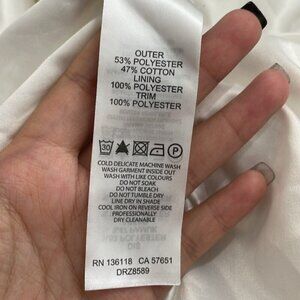 OUTER
53% POLYESTER
47% COTTON
LINING
100% POLYESTER
TRIM
100% POLYESTER
30
P
COLD DELICATE MACHINE WASH
WASH GARMENT INSIDE OUT
WASH WITH LIKE COLOURS
DO NOT SOAK
DO NOT BLEACH
DO NOT TUMBLE DRY
LINE DRY IN SHADE
COOL IRON ON REVERSE SIDE
PROFESSIONALLY
DRY CLEANABLE
RN 136118 CA 57651
DRZ8589